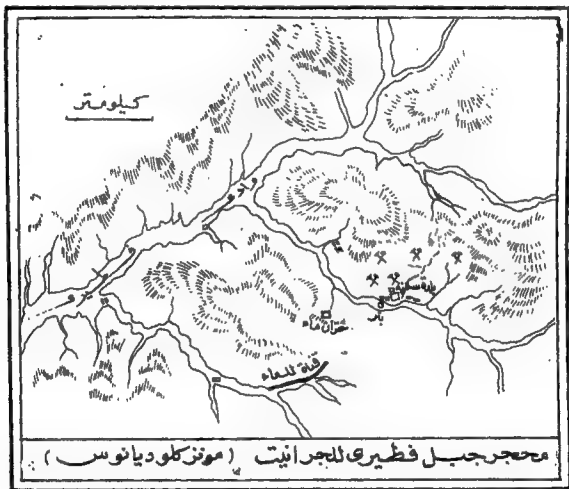 كيلومتر
خزان ماء
بئر
قناة للماء
محجر جبل فطيرى للجرانيت (مونز كلوديانوس)